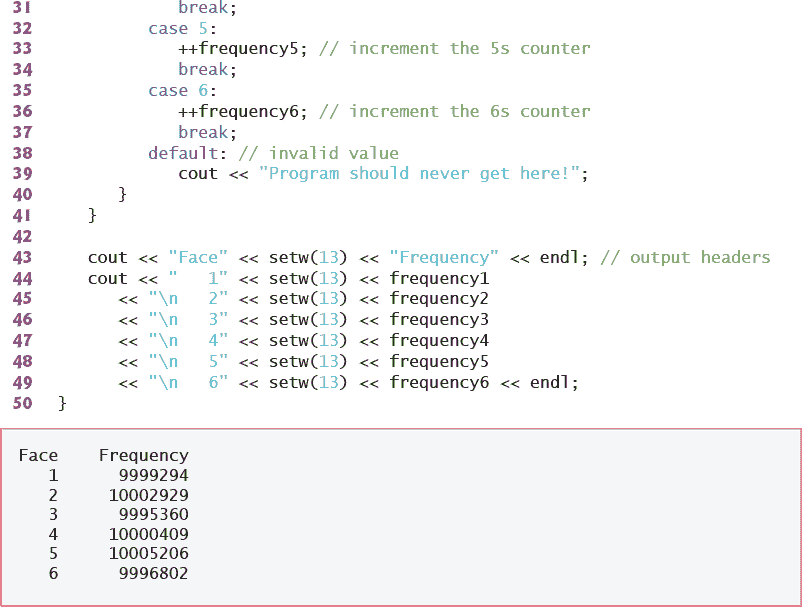 31            break;
32         case 5:
33            ++frequency5; // increment the 5s counter
34            break;
35         case 6:
36            ++frequency6; // increment the 6s counter
37            break;
38         default: // invalid value
39            cout << "Program should never get here!";
40      }
41   }
42
43   cout << "Face" << setw(13) << "Frequency" << endl; // output headers
44   cout << "   1" << setw(13) << frequency1
45      << "\n   2" << setw(13) << frequency2
46      << "\n   3" << setw(13) << frequency3
47      << "\n   4" << setw(13) << frequency4
48      << "\n   5" << setw(13) << frequency5
49      << "\n   6" << setw(13) << frequency6 << endl;
50 }
Face    Frequency
   1      9999294
   2     10002929
   3      9995360
   4     10000409
   5     10005206
   6      9996802